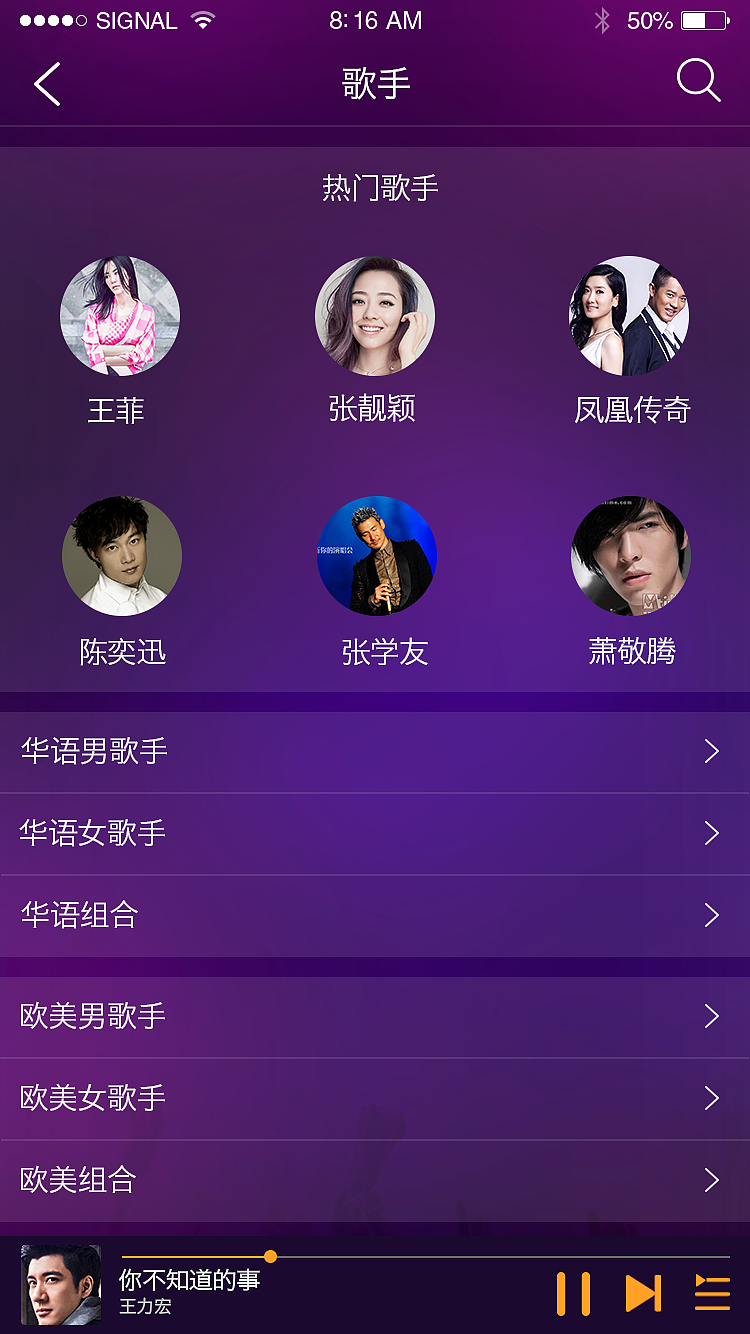 SIGNAL 8:16 AM 50%
歌手
热门歌手
王菲 张靓颖 凤凰传奇
陈奕迅 张学友 萧敬腾
华语男歌手
华语女歌手
华语组合
欧美男歌手
欧美女歌手
欧美组合
你不知道的事
王力宏